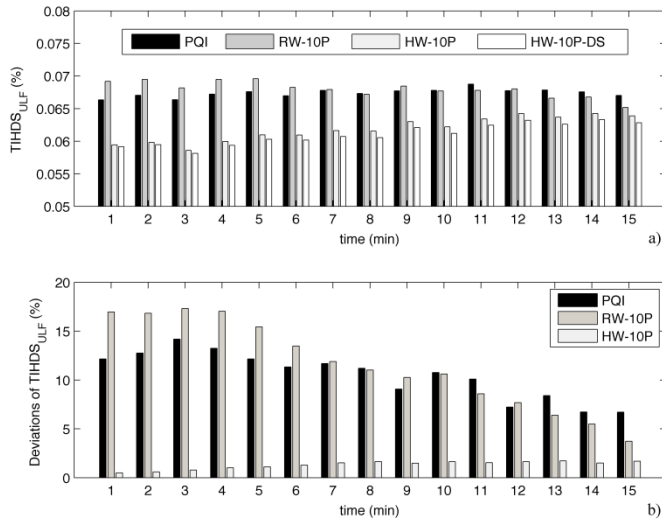 0.08
PQI RW-10P HW-10P HW-10P-DS
0.075
0.07
0.065
0.06
0.055
0.05
TIHDS_ULF (%)
1 2 3 4 5 6 7 8 9 10 11 12 13 14 15
time (min)
a)
20
PQI
RW-10P
HW-10P
15
10
5
0
Deviations of TIHDS_ULF (%)
1 2 3 4 5 6 7 8 9 10 11 12 13 14 15
time (min)
b)